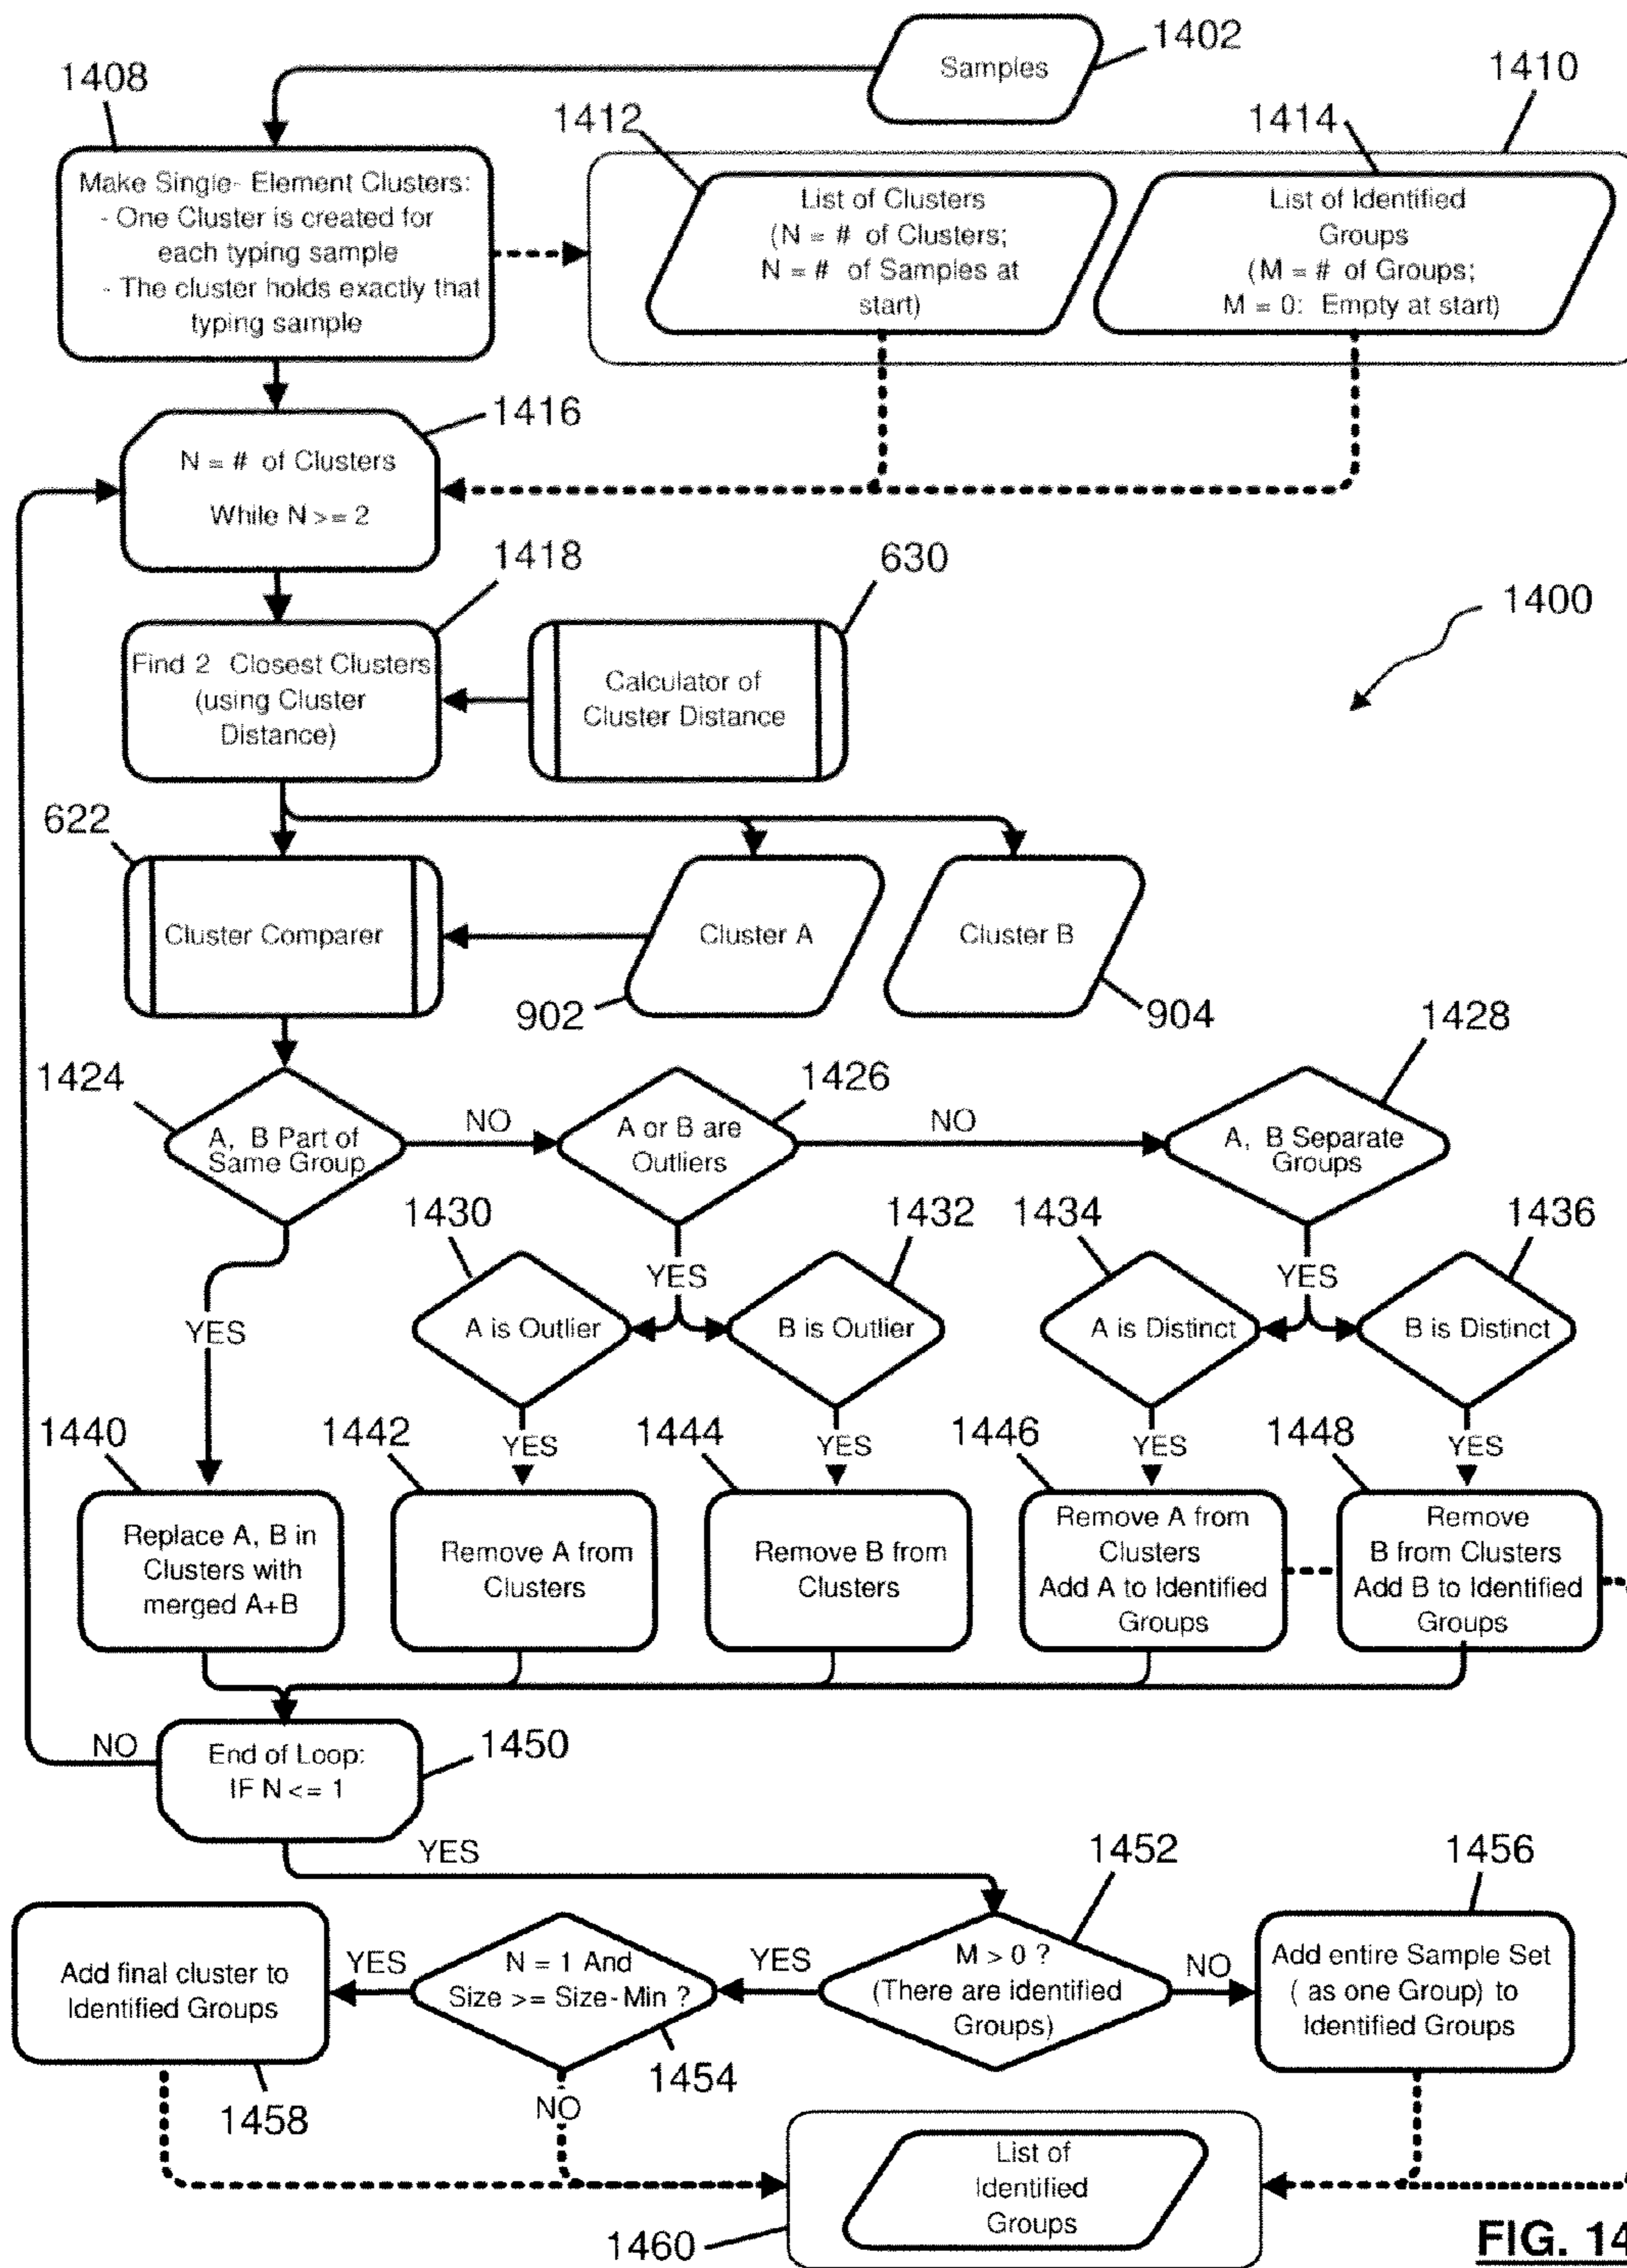 1402
Samples
1408
1410
1412
1414
Make Single- Element Clusters:
- One Cluster is created for
each typing sample
- The cluster holds exactly that
typing sample
List of Clusters
(N = # of Clusters;
N = # of Samples at
start)
List of Identified
Groups
(M = # of Groups;
M = 0: Empty at start)
1416
N = # of Clusters
While N >= 2
1418
630
1400
Find 2 Closest Clusters
(using Cluster
Distance)
Calculator of
Cluster Distance
622
Cluster Comparer
Cluster A
Cluster B
902
904
1428
1424
1426
A, B Part of
Same Group
NO
A or B are
Outliers
NO
A, B Separate
Groups
1430
1432
1434
1436
YES
YES
YES
A is Outlier
B is Outlier
A is Distinct
B is Distinct
1440
1442
YES
1444
YES
1446
YES
1448
YES
Replace A, B in
Clusters with
merged A+B
Remove A from
Clusters
Remove B from
Clusters
Remove A from
Clusters
Add A to Identified
Groups
Remove
B from Clusters
Add B to Identified
Groups
NO
End of Loop:
IF N <= 1
1450
YES
1452
1456
Add final cluster to
Identified Groups
YES
N = 1 And
Size >= Size-Min ?
YES
M > 0 ?
(There are identified
Groups)
NO
Add entire Sample Set
( as one Group) to
Identified Groups
1454
1458
NO
List of
Identified
Groups
1460
FIG. 14